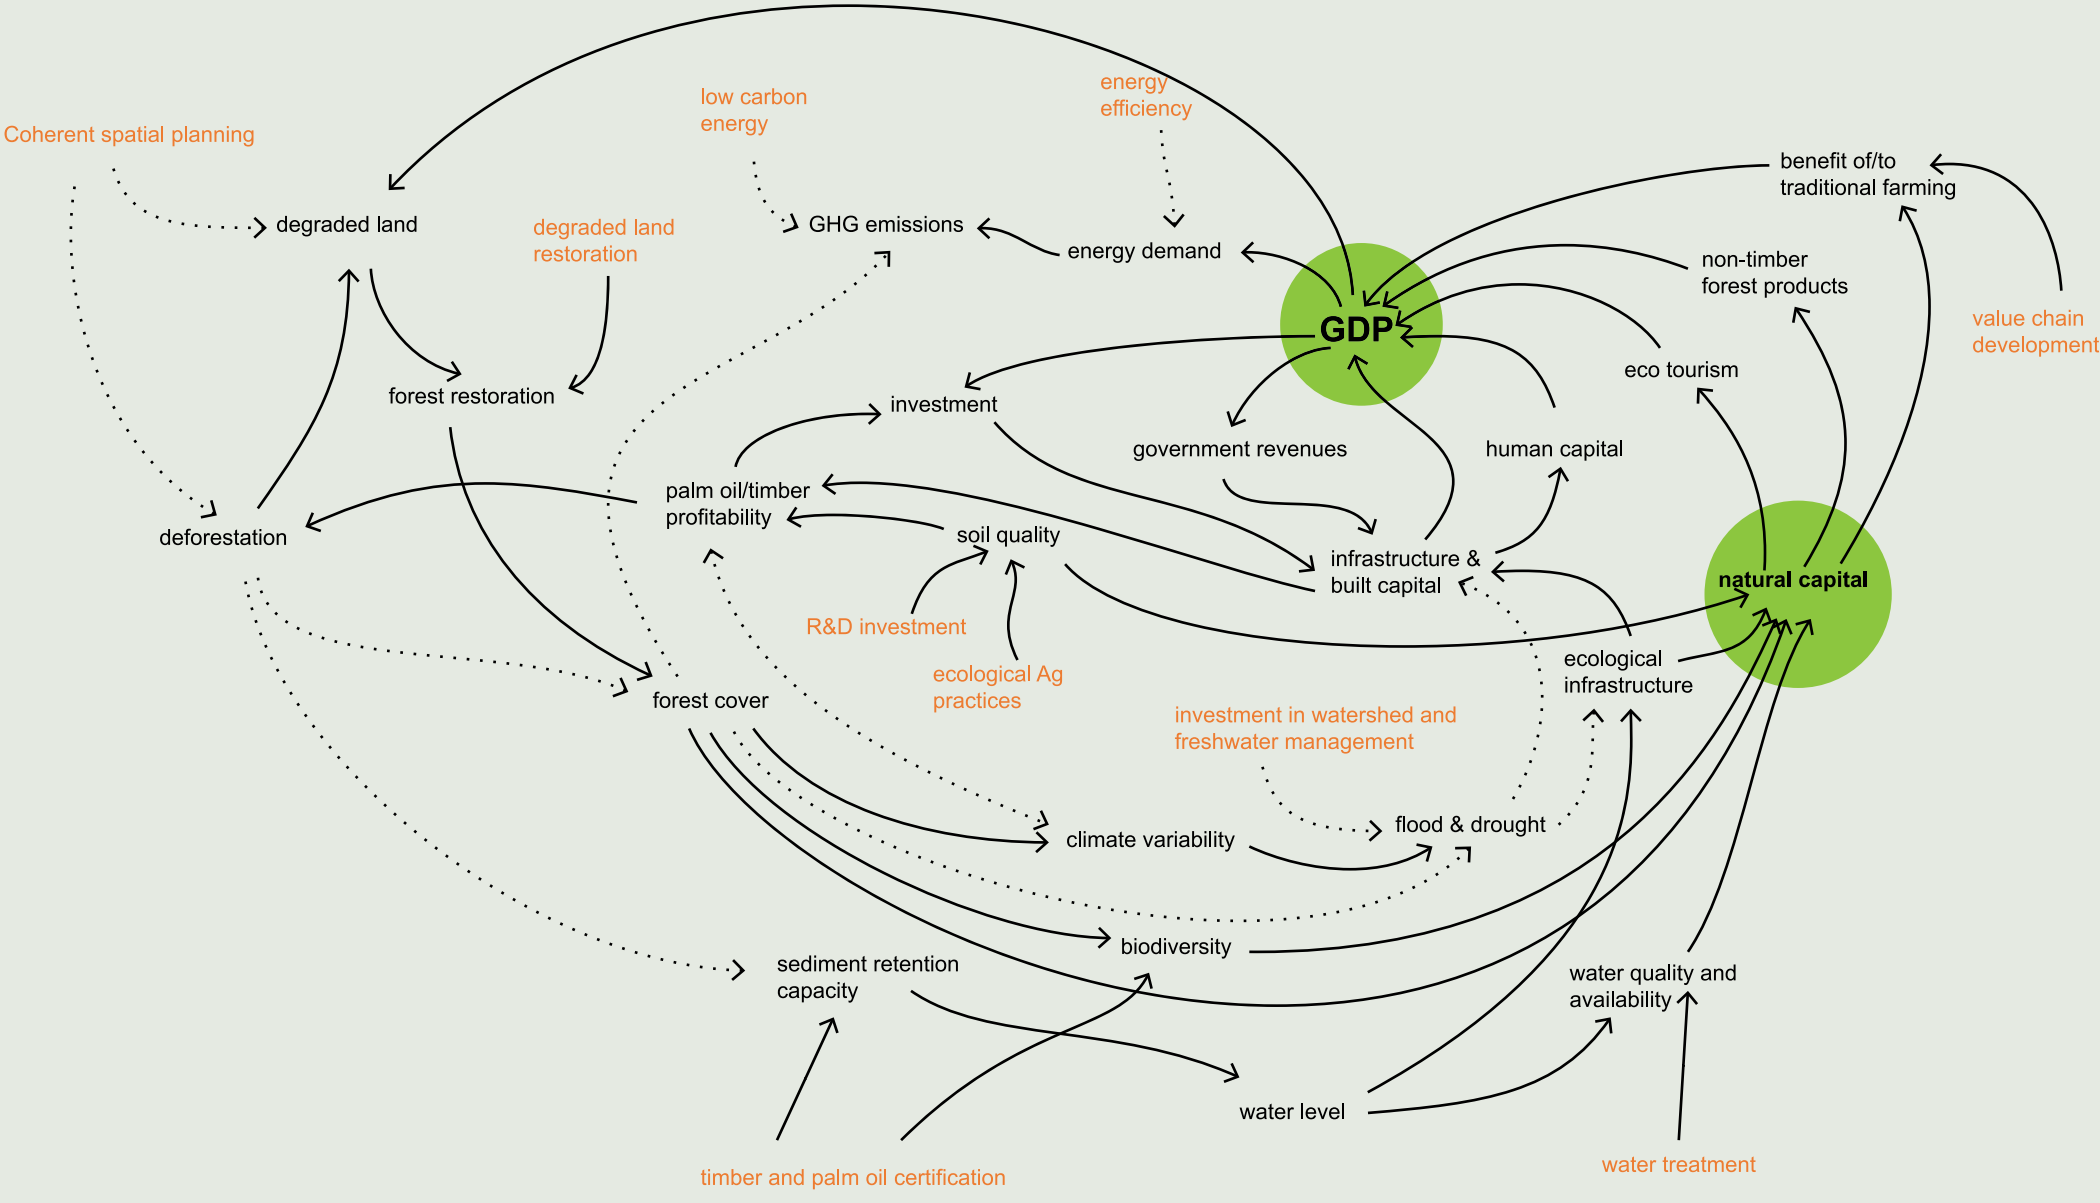 energy
efficiency
low carbon
energy
Coherent spatial planning
benefit of/to
traditional farming
degraded land
degraded land
restoration
GHG emissions
energy demand
non-timber
forest products
GDP
value chain
development
eco tourism
forest restoration
investment
government revenues
human capital
palm oil/timber
profitability
deforestation
soil quality
infrastructure &
built capital
natural capital
R&D investment
ecological Ag
practices
ecological
infrastructure
forest cover
investment in watershed and
freshwater management
climate variability
flood & drought
biodiversity
sediment retention
capacity
water quality and
availability
water level
timber and palm oil certification
water treatment